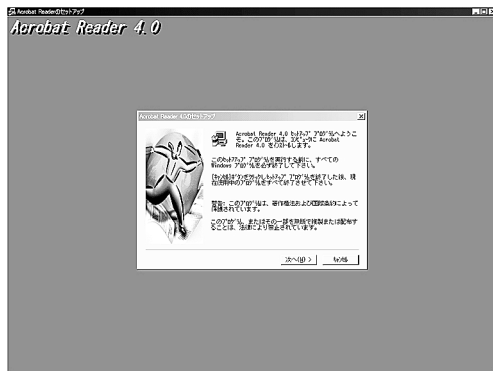 Acrobat Readerのセットアップ
Acrobat Reader 4.0
Acrobat Reader 4.0のセットアップ
Acrobat Reader 4.0 ｾｯﾄｱｯﾌﾟ ﾌﾟﾛｸﾞﾗﾑへようこ
そ。このﾌﾟﾛｸﾞﾗﾑは、ｺﾝﾋﾟｭｰﾀに Acrobat
Reader 4.0 をｲﾝｽﾄｰﾙします。
このｾｯﾄｱｯﾌﾟ ﾌﾟﾛｸﾞﾗﾑを実行する前に、すべての
Windows ﾌﾟﾛｸﾞﾗﾑを必ず終了して下さい。
[ｷｬﾝｾﾙ]ﾎﾞﾀﾝをｸﾘｯｸしｾｯﾄｱｯﾌﾟ ﾌﾟﾛｸﾞﾗﾑを終了した後、現
在使用中のﾌﾟﾛｸﾞﾗﾑをすべて終了させて下さい。
警告: このﾌﾟﾛｸﾞﾗﾑは、著作権法および国際条約によって
保護されています。
このﾌﾟﾛｸﾞﾗﾑ、またはその一部を無断で複製または配布す
ることは、法律により禁止されています。
次へ(N) >
ｷｬﾝｾﾙ